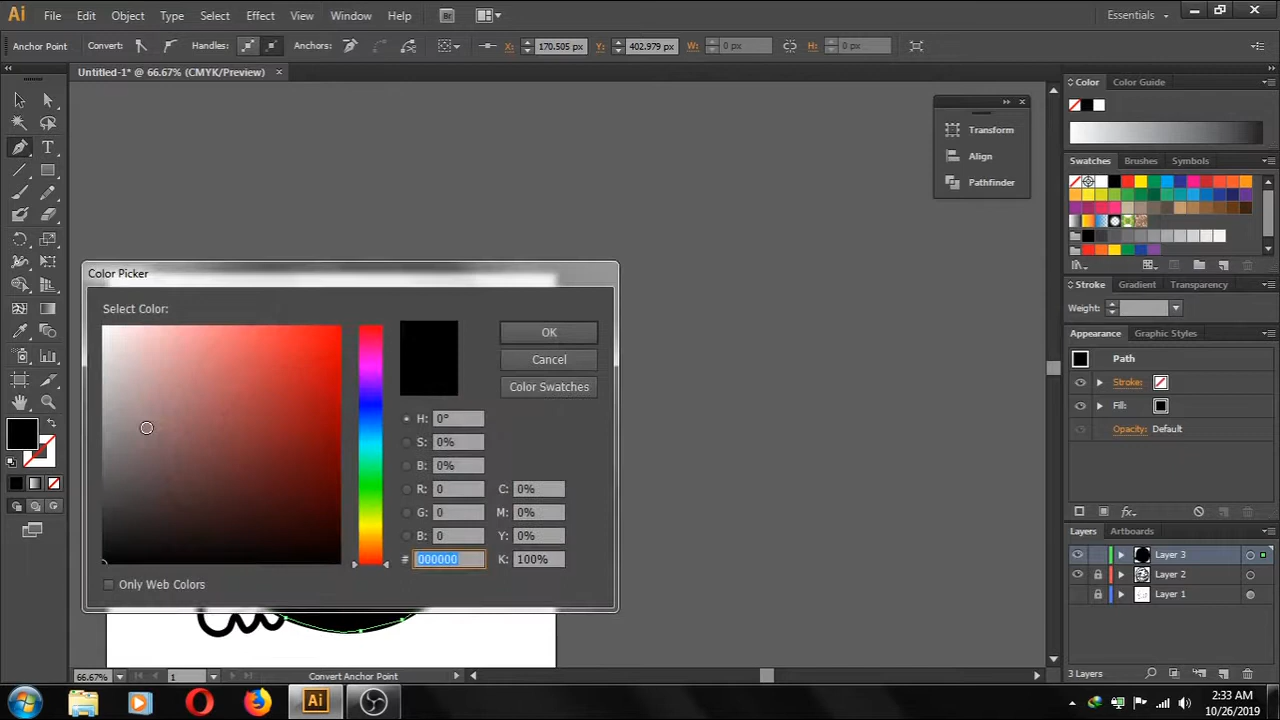 Ai File Edit Object Type Select Effect View Window Help Br Essentials
Anchor Point Convert: Handles: Anchors: X: 170.505 px Y: 402.979 px W: 0 px H: 0 px
Untitled-1* @ 66.67% (CMYK/Preview)
Color Color Guide
Transform
Align
Pathfinder
Swatches Brushes Symbols
Color Picker
Select Color:
OK
Cancel
Color Swatches
H: 0°
S: 0%
B: 0%
R: 0 C: 0%
G: 0 M: 0%
B: 0 Y: 0%
# 000000 K: 100%
Only Web Colors
Stroke Gradient Transparency
Weight:
Appearance Graphic Styles
Path
Stroke:
Fill:
Opacity: Default
fx
Layers Artboards
Layer 3
Layer 2
Layer 1
3 Layers
66.67% 1 Convert Anchor Point
Ai
2:33 AM
10/26/2019